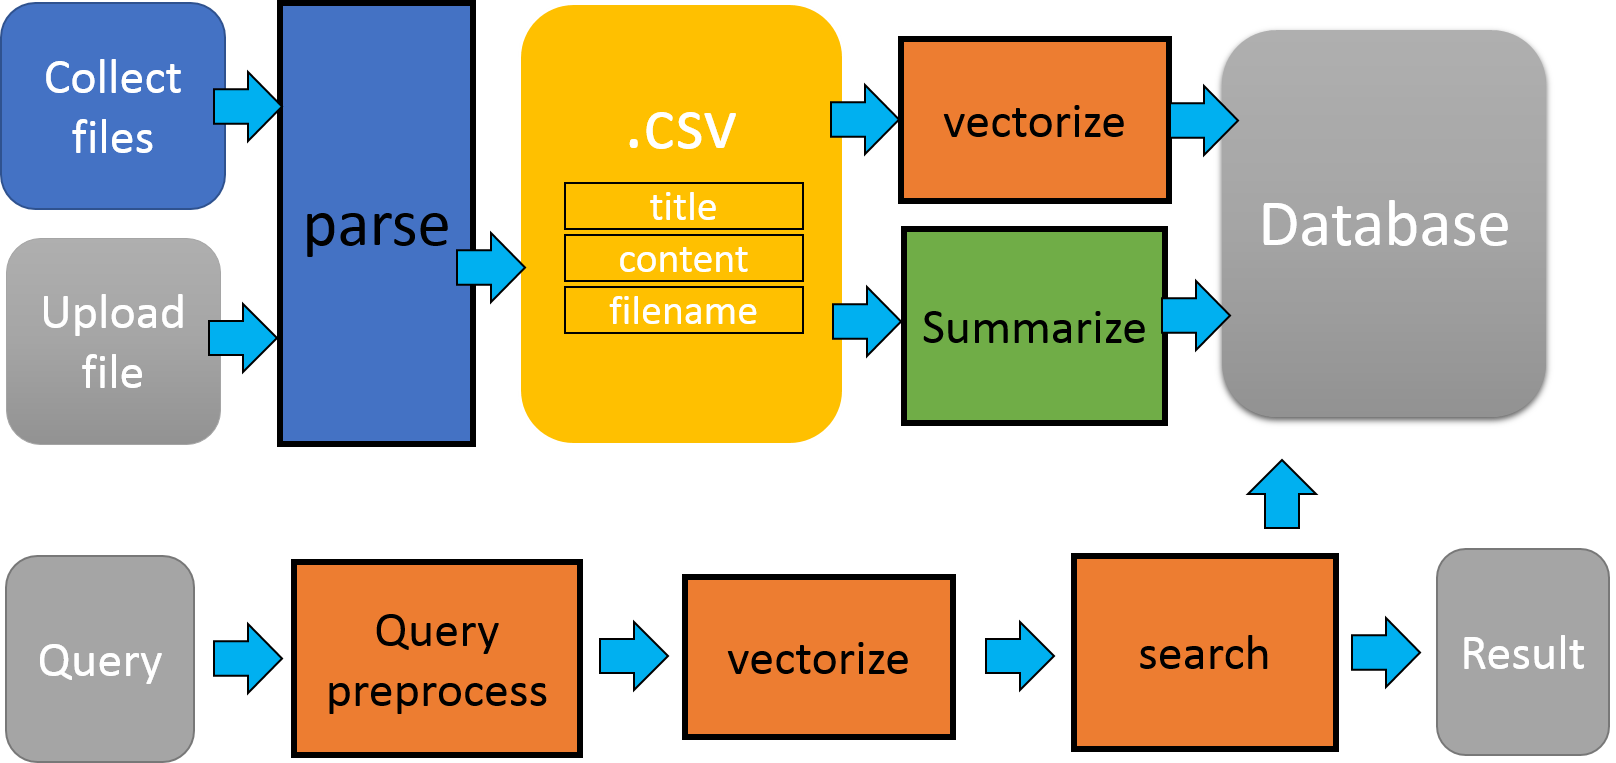 Collect
files
Upload
file
parse
.csv
title
content
filename
vectorize
Summarize
Database
Query
Query
preprocess
vectorize
search
Result